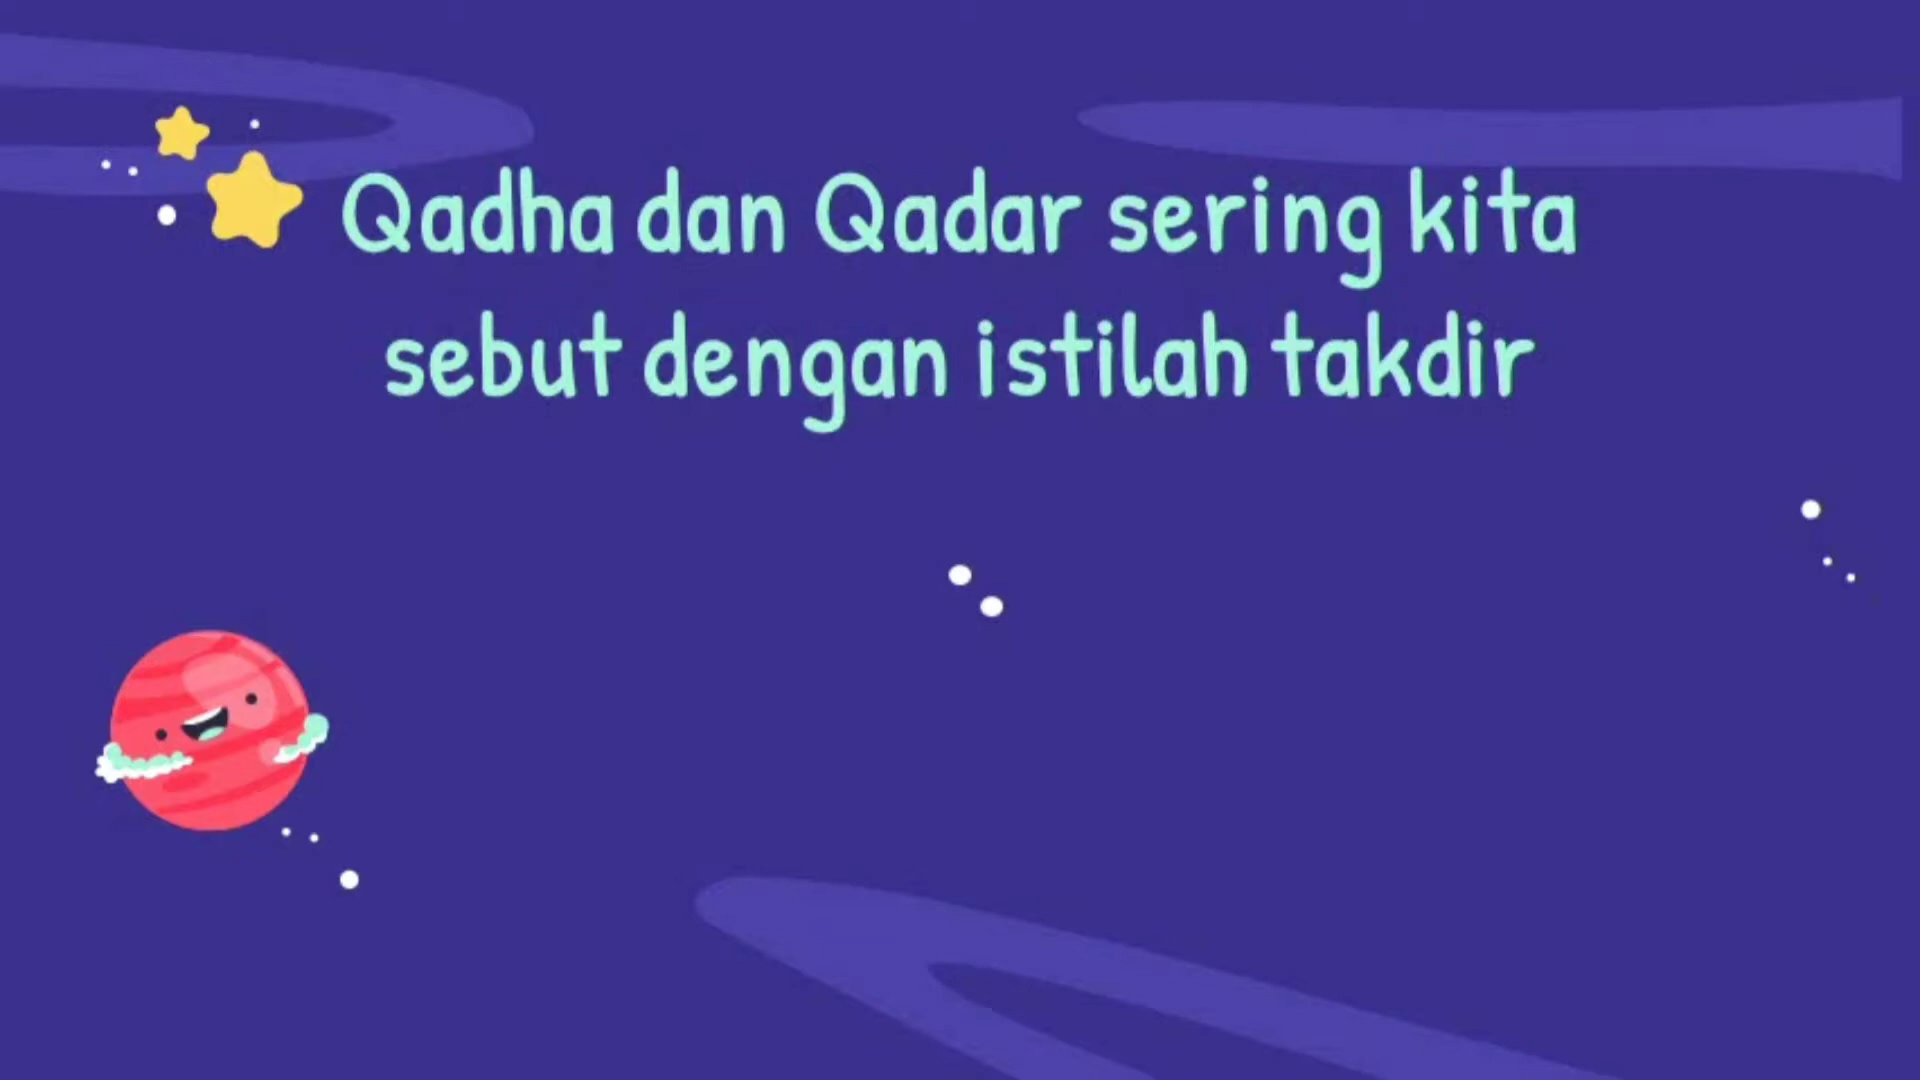 Qadha dan Qadar sering kita
sebut dengan istilah takdir